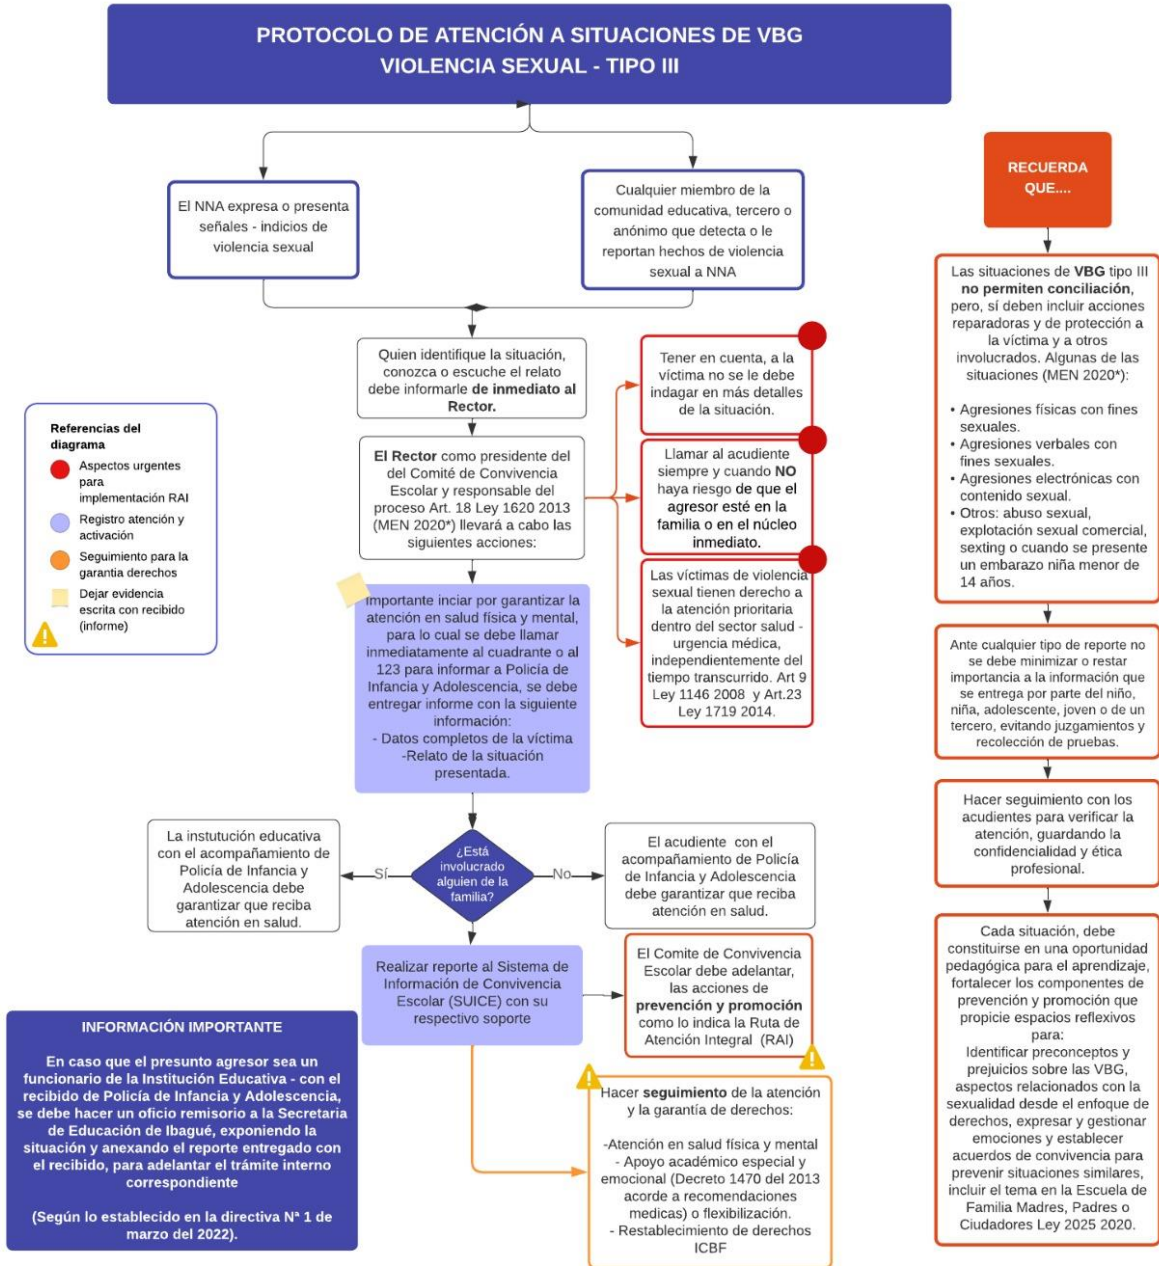 PROTOCOLO DE ATENCIÓN A SITUACIONES DE VBG
VIOLENCIA SEXUAL - TIPO III
El NNA expresa o presenta
señales - indicios de
violencia sexual
Cualquier miembro de la
comunidad educativa, tercero o
anónimo que detecta o le
reportan hechos de violencia
sexual a NNA
Quien identifique la situación,
conozca o escuche el relato
debe informarle de inmediato al
Rector.
El Rector como presidente del
del Comité de Convivencia
Escolar y responsable del
proceso Art. 18 Ley 1620 2013
(MEN 2020*) llevará a cabo las
siguientes acciones:
Tener en cuenta, a la
víctima no se le debe
indagar en más detalles
de la situación.
Llamar al acudiente
siempre y cuando NO
haya riesgo de que el
agresor esté en la
familia o en el núcleo
inmediato.
Las víctimas de violencia
sexual tienen derecho a
la atención prioritaria
dentro del sector salud -
urgencia médica,
independientemente del
tiempo transcurrido. Art 9
Ley 1146 2008 y Art.23
Ley 1719 2014.
Referencias del
diagrama
Aspectos urgentes
para
implementación RAI
Registro atención y
activación
Seguimiento para la
garantia derechos
Dejar evidencia
escrita con recibido
(informe)
Importante inciar por garantizar la
atención en salud física y mental,
para lo cual se debe llamar
inmediatamente al cuadrante o al
123 para informar a Policía de
Infancia y Adolescencia, se debe
entregar informe con la siguiente
información:
- Datos completos de la víctima
-Relato de la situación
presentada.
¿Está
involucrado
alguien de la
familia?
Sí
No
La instutución educativa
con el acompañamiento de
Policía de Infancia y
Adolescencia debe
garantizar que reciba
atención en salud.
El acudiente con el
acompañamiento de Policía
de Infancia y Adolescencia
debe garantizar que reciba
atención en salud.
Realizar reporte al Sistema de
Información de Convivencia
Escolar (SUICE) con su
respectivo soporte
El Comite de Convivencia
Escolar debe adelantar,
las acciones de
prevención y promoción
como lo indica la Ruta de
Atención Integral (RAI)
Hacer seguimiento de la atención
y la garantía de derechos:
-Atención en salud física y mental
- Apoyo académico especial y
emocional (Decreto 1470 del 2013
acorde a recomendaciones
medicas) o flexibilización.
- Restablecimiento de derechos
ICBF
INFORMACIÓN IMPORTANTE
En caso que el presunto agresor sea un
funcionario de la Institución Educativa - con el
recibido de Policía de Infancia y Adolescencia,
se debe hacer un oficio remisorio a la Secretaria
de Educación de Ibagué, exponiendo la
situación y anexando el reporte entregado con
el recibido, para adelantar el trámite interno
correspondiente
(Según lo establecido en la directiva Nª 1 de
marzo del 2022).
RECUERDA
QUE....
Las situaciones de VBG tipo III
no permiten conciliación,
pero, sí deben incluir acciones
reparadoras y de protección a
la víctima y a otros
involucrados. Algunas de las
situaciones (MEN 2020*):
• Agresiones físicas con fines
sexuales.
• Agresiones verbales con
fines sexuales.
• Agresiones electrónicas con
contenido sexual.
• Otros: abuso sexual,
explotación sexual comercial,
sexting o cuando se presente
un embarazo niña menor de
14 años.
Ante cualquier tipo de reporte no
se debe minimizar o restar
importancia a la información que
se entrega por parte del niño,
niña, adolescente, joven o de un
tercero, evitando juzgamientos y
recolección de pruebas.
Hacer seguimiento con los
acudientes para verificar la
atención, guardando la
confidencialidad y ética
profesional.
Cada situación, debe
constituirse en una oportunidad
pedagógica para el aprendizaje,
fortalecer los componentes de
prevención y promoción que
propicie espacios reflexivos
para:
Identificar preconceptos y
prejuicios sobre las VBG,
aspectos relacionados con la
sexualidad desde el enfoque de
derechos, expresar y gestionar
emociones y establecer
acuerdos de convivencia para
prevenir situaciones similares,
incluir el tema en la Escuela de
Familia Madres, Padres o
Ciudadores Ley 2025 2020.